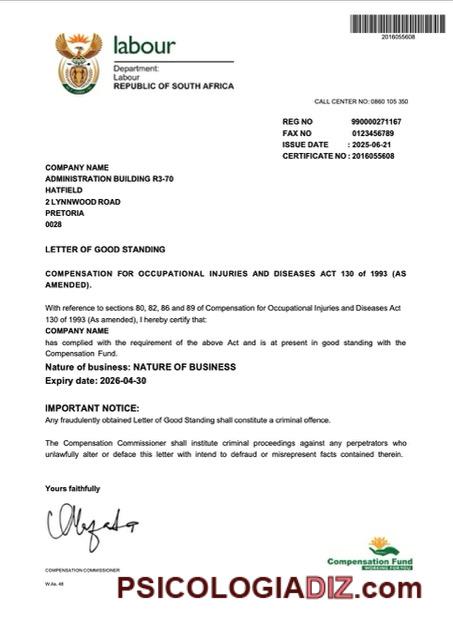 2016055608
labour
Department:
Labour
REPUBLIC OF SOUTH AFRICA
CALL CENTER NO: 0860 105 350
REG NO 990000271167
FAX NO 0123456789
ISSUE DATE : 2025-06-21
CERTIFICATE NO : 2016055608
COMPANY NAME
ADMINISTRATION BUILDING R3-70
HATFIELD
2 LYNNWOOD ROAD
PRETORIA
0028
LETTER OF GOOD STANDING
COMPENSATION FOR OCCUPATIONAL INJURIES AND DISEASES ACT 130 of 1993 (AS
AMENDED).
With reference to sections 80, 82, 86 and 89 of Compensation for Occupational Injuries and Diseases Act
130 of 1993 (As amended), I hereby certify that:
COMPANY NAME
has complied with the requirement of the above Act and is at present in good standing with the
Compensation Fund.
Nature of business: NATURE OF BUSINESS
Expiry date: 2026-04-30
IMPORTANT NOTICE:
Any fraudulently obtained Letter of Good Standing shall constitute a criminal offence.
The Compensation Commissioner shall institute criminal proceedings against any perpetrators who
unlawfully alter or deface this letter with intend to defraud or misrepresent facts contained therein.
Yours faithfully
COMPENSATION COMMISSIONER
W.As. 48
Compensation Fund
WORKING FOR YOU
PSICOLOGIADIZ.com